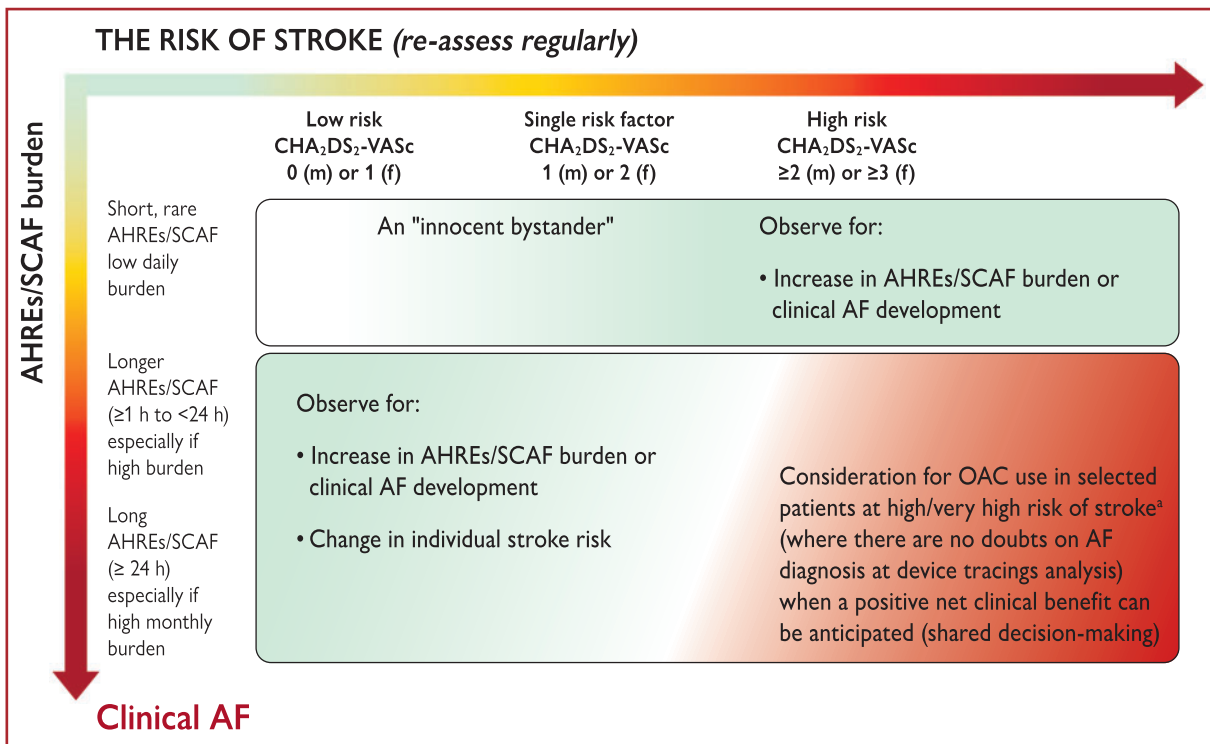 THE RISK OF STROKE (re-assess regularly)
AHREs/SCAF burden
Low risk
CHA₂DS₂-VASc
0 (m) or 1 (f)
Single risk factor
CHA₂DS₂-VASc
1 (m) or 2 (f)
High risk
CHA₂DS₂-VASc
≥2 (m) or ≥3 (f)
Short, rare
AHREs/SCAF
low daily
burden
An "innocent bystander"
Observe for:
• Increase in AHREs/SCAF burden or
clinical AF development
Longer
AHREs/SCAF
(≥1 h to <24 h)
especially if
high burden
Long
AHREs/SCAF
(≥ 24 h)
especially if
high monthly
burden
Observe for:
• Increase in AHREs/SCAF burden or
clinical AF development
• Change in individual stroke risk
Consideration for OAC use in selected
patients at high/very high risk of strokeᵃ
(where there are no doubts on AF
diagnosis at device tracings analysis)
when a positive net clinical benefit can
be anticipated (shared decision-making)
Clinical AF